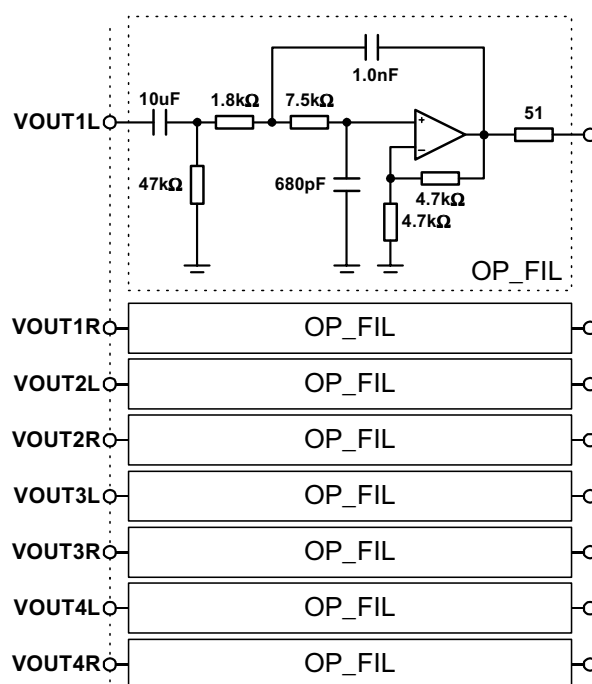 1.0nF
10uF 1.8kΩ 7.5kΩ 51
VOUT1L + −
47kΩ 680pF 4.7kΩ
4.7kΩ
OP_FIL
VOUT1R OP_FIL
VOUT2L OP_FIL
VOUT2R OP_FIL
VOUT3L OP_FIL
VOUT3R OP_FIL
VOUT4L OP_FIL
VOUT4R OP_FIL